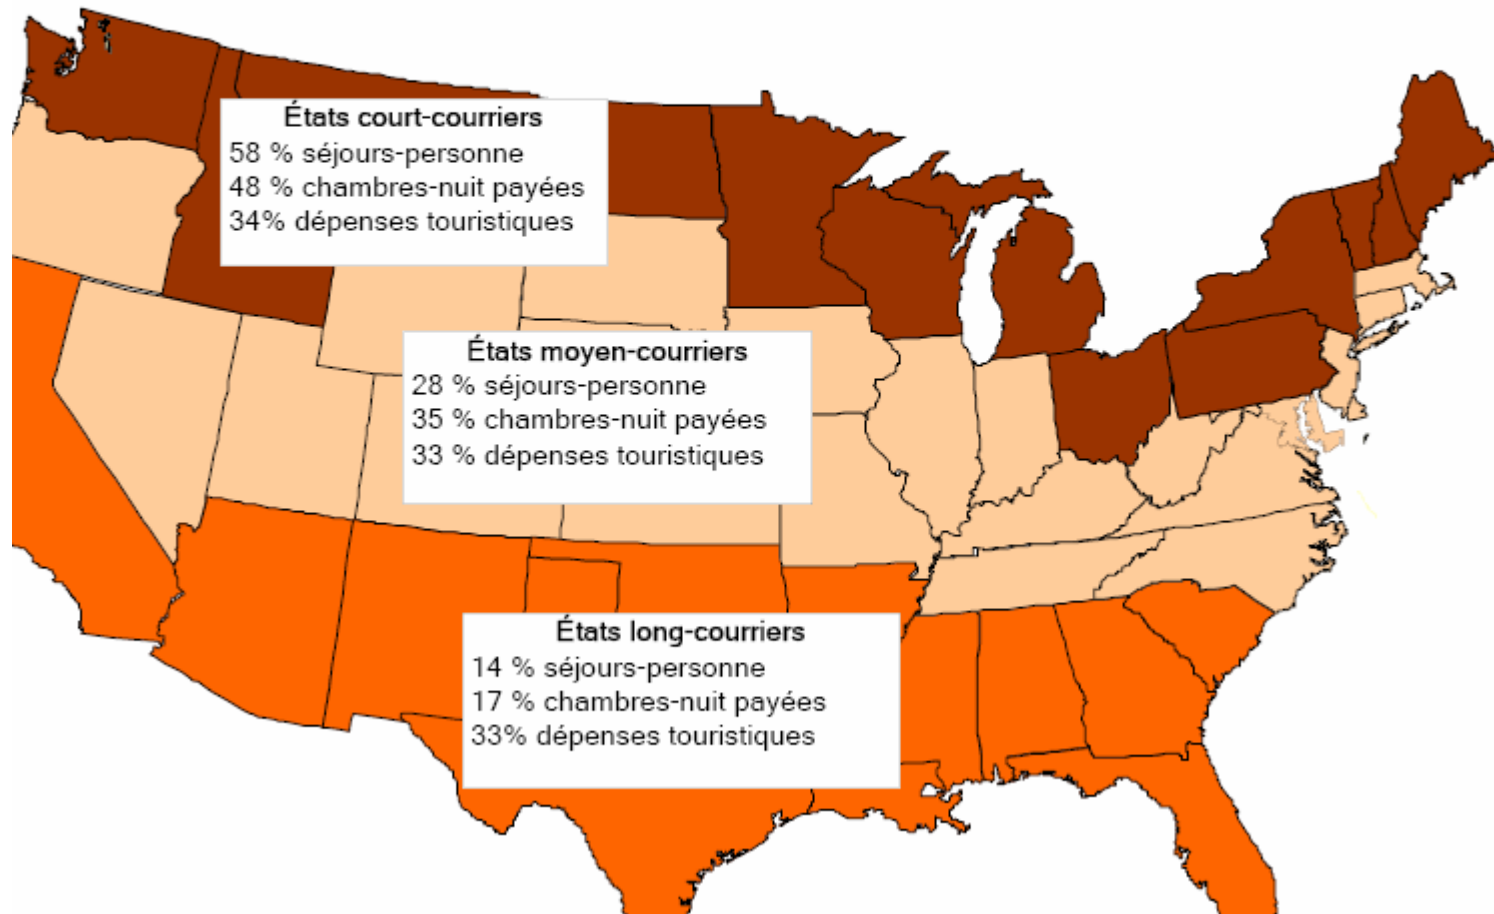 États court-courriers
58 % séjours-personne
48 % chambres-nuit payées
34% dépenses touristiques
États moyen-courriers
28 % séjours-personne
35 % chambres-nuit payées
33 % dépenses touristiques
États long-courriers
14 % séjours-personne
17 % chambres-nuit payées
33% dépenses touristiques